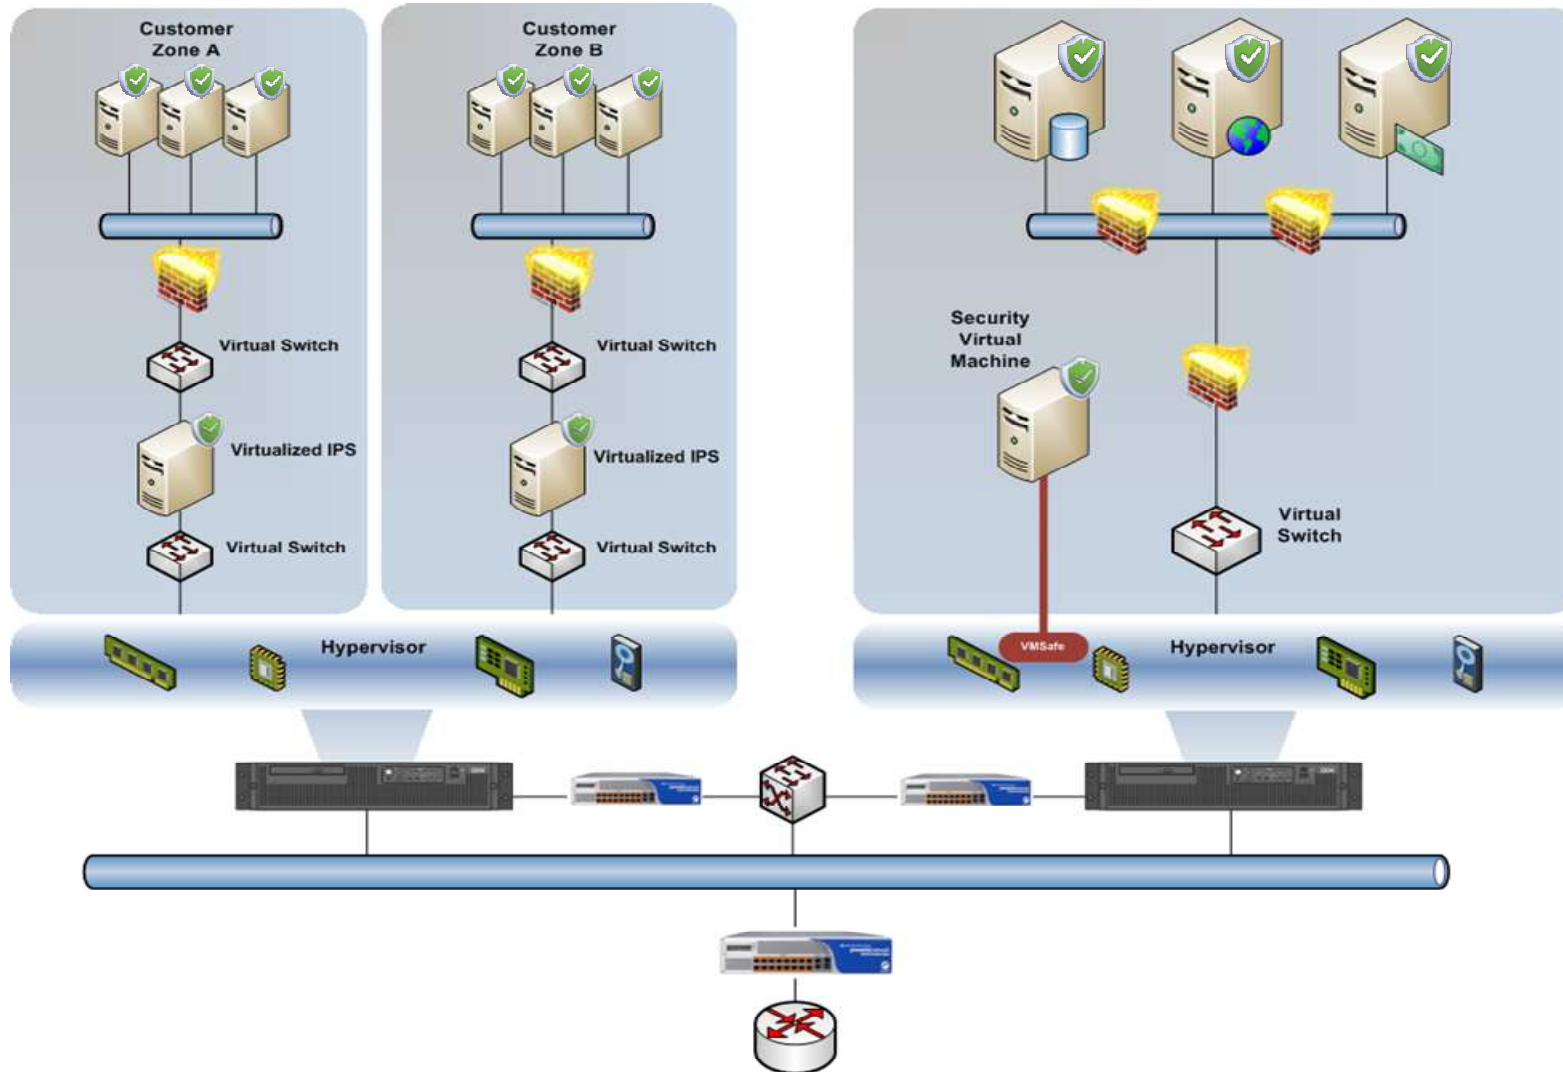 Customer
Zone A
Customer
Zone B
Virtual Switch
Virtual Switch
Security
Virtual
Machine
Virtualized IPS
Virtualized IPS
Virtual
Switch
Virtual Switch
Virtual Switch
Hypervisor
VMSafe
Hypervisor